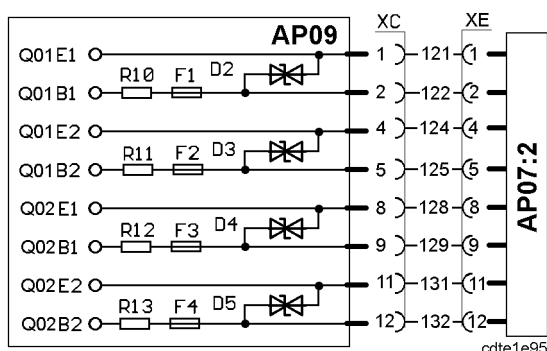 AP09 XC XE
Q01E1 1 121 1
D2
R10 F1
Q01B1 2 122 2
Q01E2 4 124 4
D3
R11 F2
Q01B2 5 125 5
Q02E1 8 128 8
D4
R12 F3
Q02B1 9 129 9
Q02E2 11 131 11
D5
R13 F4
Q02B2 12 132 12
AP07:2
cdte1e95